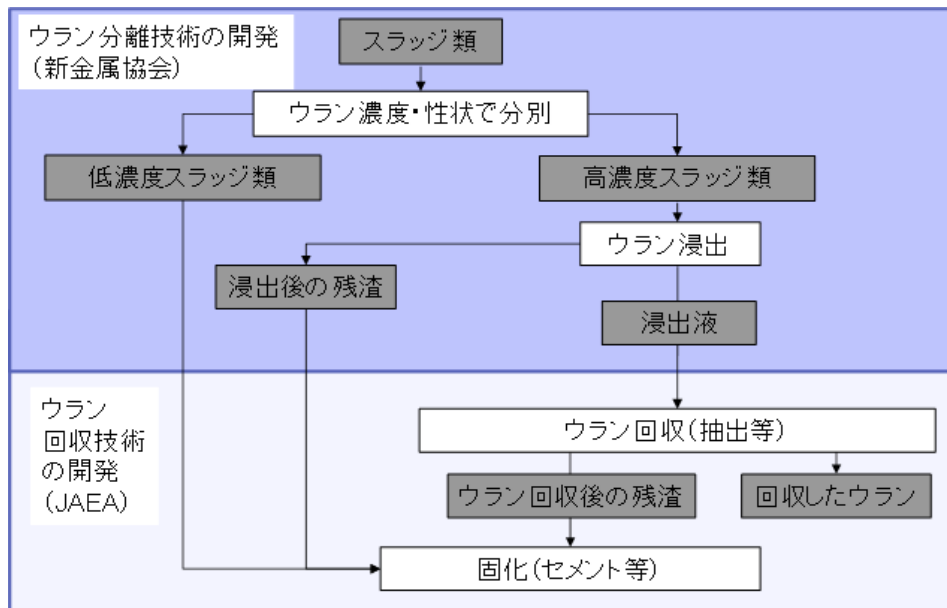 ウラン分離技術の開発
(新金属協会)
スラッジ類
ウラン濃度・性状で分別
低濃度スラッジ類
高濃度スラッジ類
ウラン浸出
浸出後の残渣
浸出液
ウラン
回収技術
の開発
(JAEA)
ウラン回収(抽出等)
ウラン回収後の残渣
回収したウラン
固化(セメント等)